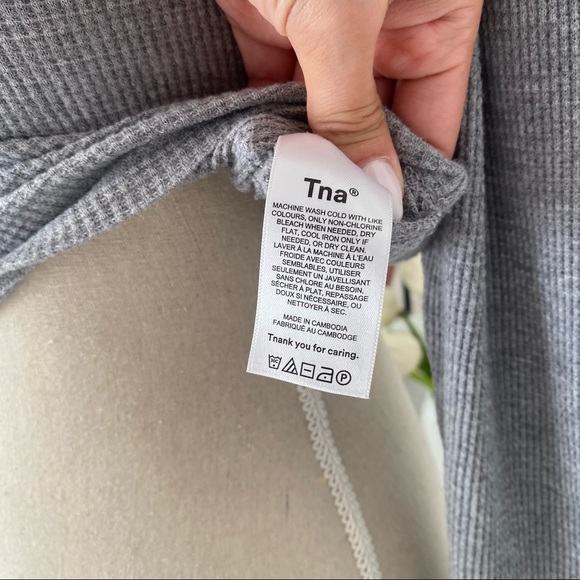 Tna®
MACHINE WASH COLD WITH LIKE
COLOURS, ONLY NON-CHLORINE
BLEACH WHEN NEEDED, DRY
FLAT, COOL IRON ONLY IF
NEEDED, OR DRY CLEAN.
LAVER À LA MACHINE À L'EAU
FROIDE AVEC COULEURS
SEMBLABLES, UTILISER
SEULEMENT UN JAVELLISANT
SANS CHLORE AU BESOIN.
SÉCHER À PLAT. REPASSAGE
DOUX SI NÉCESSAIRE, OU
NETTOYER À SEC.
MADE IN CAMBODIA
FABRIQUÉ AU CAMBODGE
Tnank you for caring.
30C P